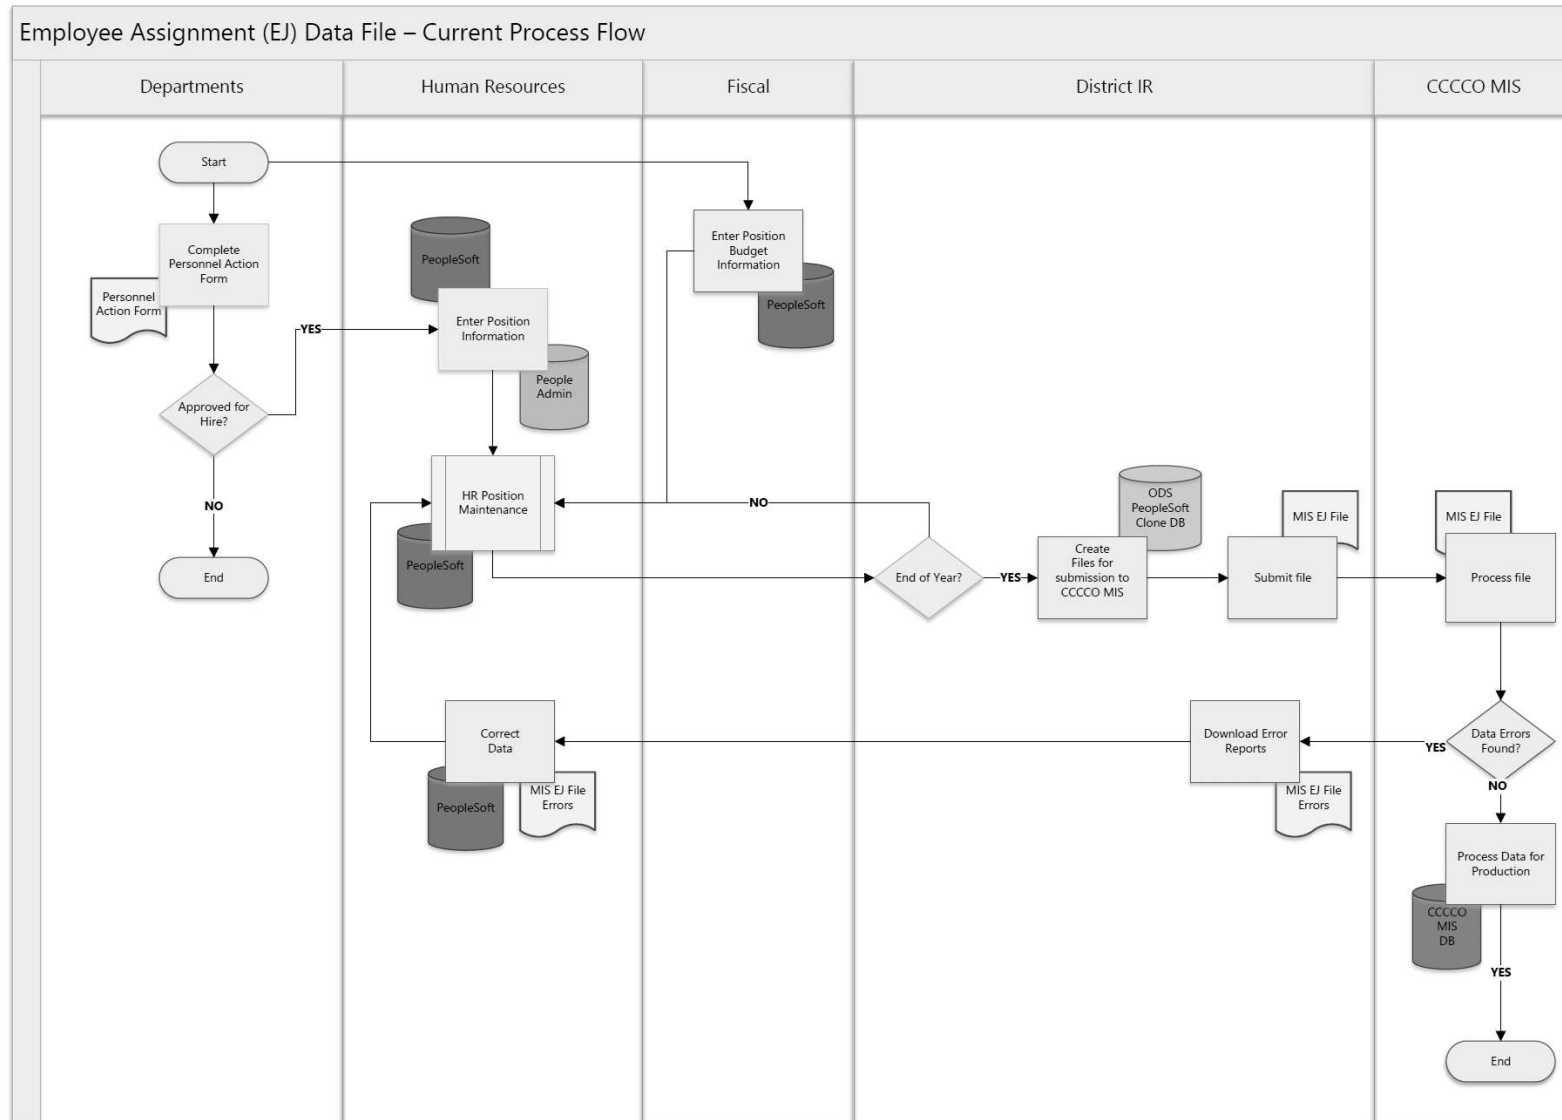 Employee Assignment (EJ) Data File – Current Process Flow
Departments
Human Resources
Fiscal
District IR
CCCCO MIS
Start
Complete
Personnel Action
Form
Personnel
Action Form
Approved for
Hire?
YES
NO
End
PeopleSoft
Enter Position
Information
People
Admin
HR Position
Maintenance
PeopleSoft
Correct
Data
PeopleSoft
MIS EJ File
Errors
Enter Position
Budget
Information
PeopleSoft
NO
End of Year?
YES
ODS
PeopleSoft
Clone DB
Create
Files for
submission to
CCCCO MIS
MIS EJ File
Submit file
Download Error
Reports
MIS EJ File
Errors
MIS EJ File
Process file
Data Errors
Found?
YES
NO
Process Data for
Production
CCCCO
MIS
DB
YES
End